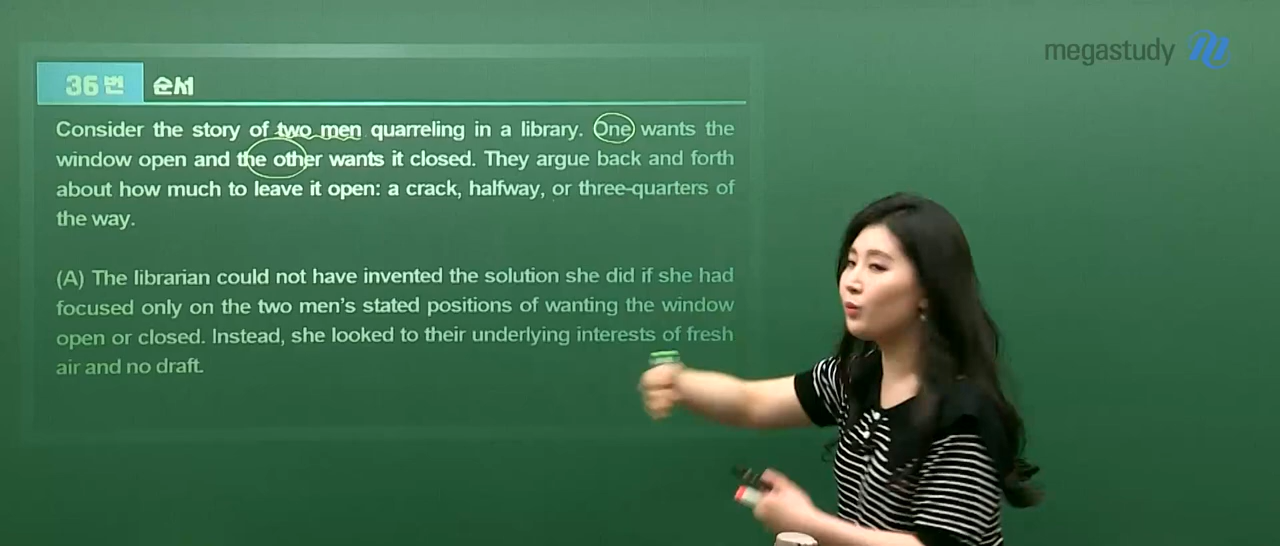 megastudy
36번 순서
Consider the story of two men quarreling in a library. One wants the
window open and the other wants it closed. They argue back and forth
about how much to leave it open: a crack, halfway, or three-quarters of
the way.
(A) The librarian could not have invented the solution she did if she had
focused only on the two men's stated positions of wanting the window
open or closed. Instead, she looked to their underlying interests of fresh
air and no draft.